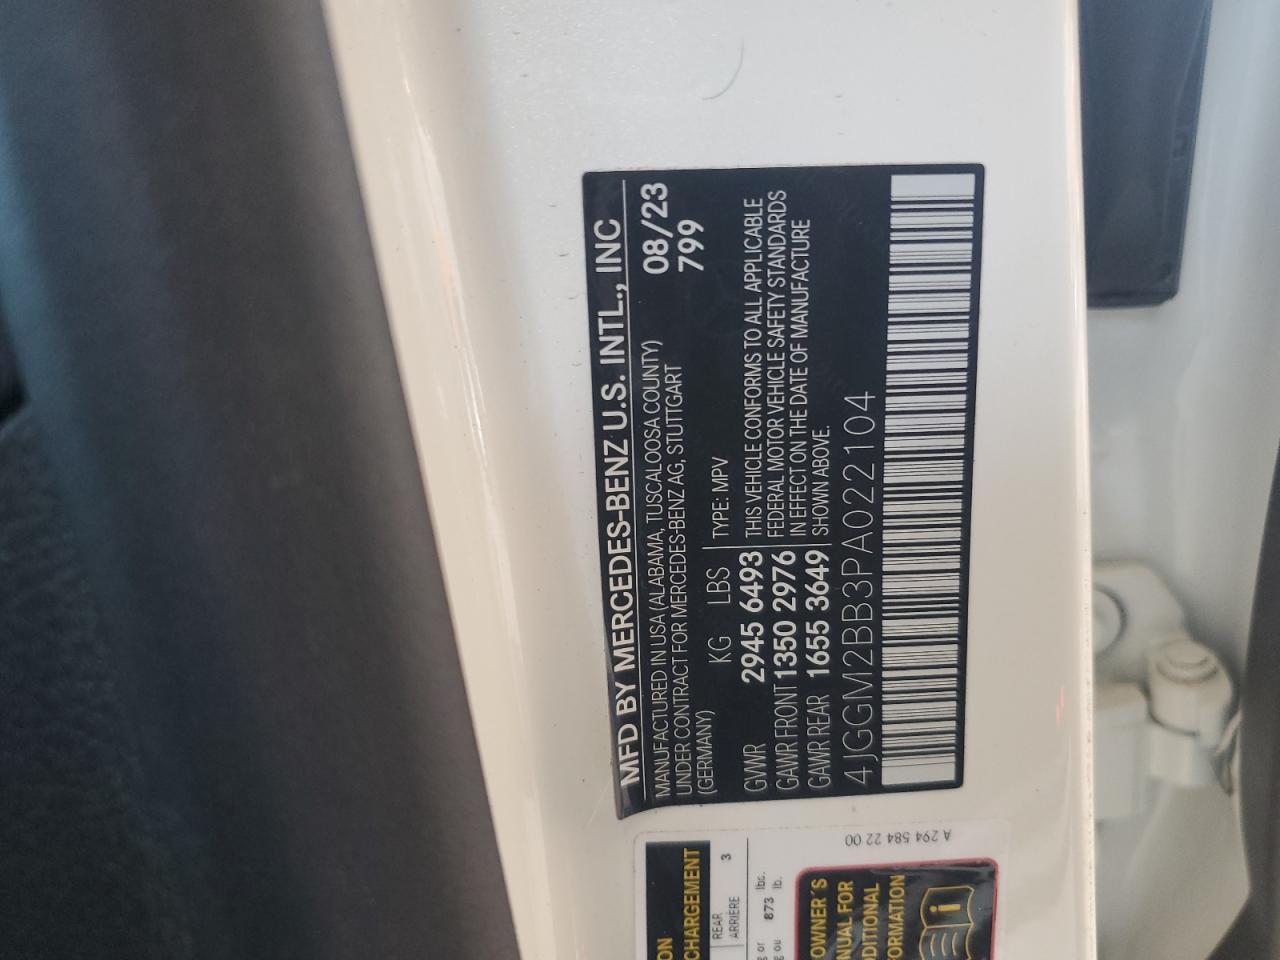 MFD BY MERCEDES-BENZ U.S. INTL., INC
MANUFACTURED IN USA (ALABAMA, TUSCALOOSA COUNTY) 08/23
UNDER CONTRACT FOR MERCEDES-BENZ AG, STUTTGART 799
(GERMANY)
KG LBS TYPE: MPV
GVWR 2945 6493
GAWR FRONT 1350 2976
GAWR REAR 1655 3649
THIS VEHICLE CONFORMS TO ALL APPLICABLE
FEDERAL MOTOR VEHICLE SAFETY STANDARDS
IN EFFECT ON THE DATE OF MANUFACTURE
SHOWN ABOVE.
4JGGM2BB3PA022104
CHARGEMENT
REAR 3
ARRIÈRE
or 873 lbs.
ou lb.
A 294 584 22 00
OWNER'S
FOR